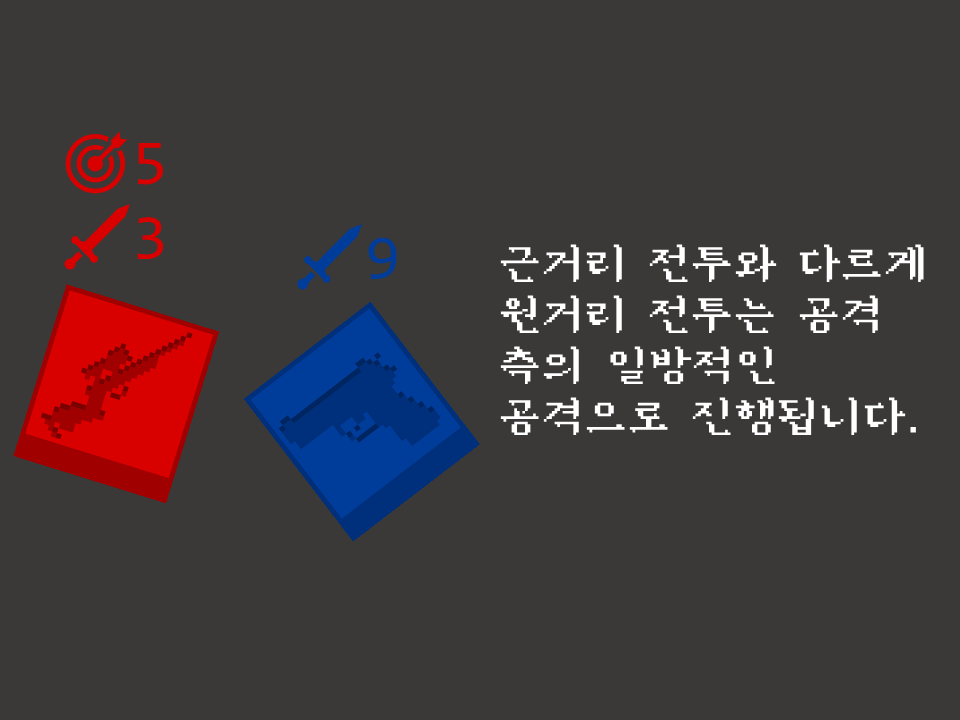 5
3
9
근거리 전투와 다르게
원거리 전투는 공격
측의 일방적인
공격으로 진행됩니다.